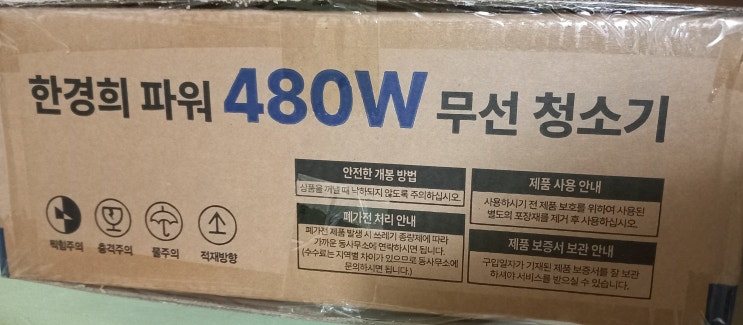 한경희 파워 480W 무선 청소기
안전한 개봉 방법
상품을 꺼낼 때 낙하되지 않도록 주의하십시오.
폐가전 처리 안내
폐가전 제품 발생 시 쓰레기 종량제에 따라
가까운 동사무소에 연락하시면 됩니다.
(수수료는 지역별 차이가 있으므로 동사무소에
문의하시면 됩니다.)
제품 사용 안내
사용하시기 전 제품 보호를 위하여 사용된
별도의 포장재를 제거 후 사용하십시오.
제품 보증서 보관 안내
구입일자가 기재된 제품 보증서를 잘 보관
하셔야 서비스를 받으실 수 있습니다.
찍힘주의
충격주의
물주의
적재방향